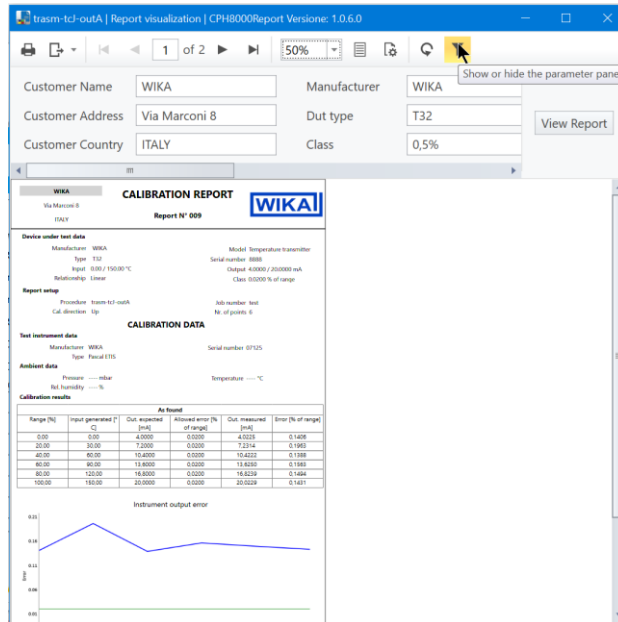 trasm-tcJ-outA | Report visualization | CPH8000Report Versione: 1.0.6.0
1 of 2 50%
Show or hide the parameter pane
Customer Name WIKA Manufacturer WIKA
Customer Address Via Marconi 8 Dut type T32
View Report
Customer Country ITALY Class 0,5%
WIKA
CALIBRATION REPORT
WIKA
Via Marconi 8
Report N° 009
ITALY
Device under test data
Manufacturer WIKA Model Temperature transmitter
Type T32 Serial number 8888
Input 0.00 / 150.00 °C Output 4.0000 / 20.0000 mA
Relationship Linear Class 0.0200 % of range
Report setup
Procedure trasm-tcJ-outA Job number test
Cal. direction Up Nr. of points 6
CALIBRATION DATA
Test instrument data
Manufacturer WIKA Serial number 07525
Type Pascal ET/IS
Ambient data
Pressure ---- mbar Temperature ---- °C
Rel. humidity ---- %
Calibration results
As found
Range [%] Input generated [° C] Out. expected [mA] Allowed error [% of range] Out. measured [mA] Error [% of range]
0,00 0,00 4,0000 0,0200 4,0225 0,1408
20,00 30,00 7,2000 0,0200 7,2314 0,1963
40,00 60,00 10,4000 0,0200 10,4222 0,1388
60,00 90,00 13,6000 0,0200 13,6250 0,1563
80,00 120,00 16,8000 0,0200 16,8239 0,1494
100,00 150,00 20,0000 0,0200 20,0229 0,1431
Instrument output error
0.21
0.16
0.11
Error
0.06
0.01